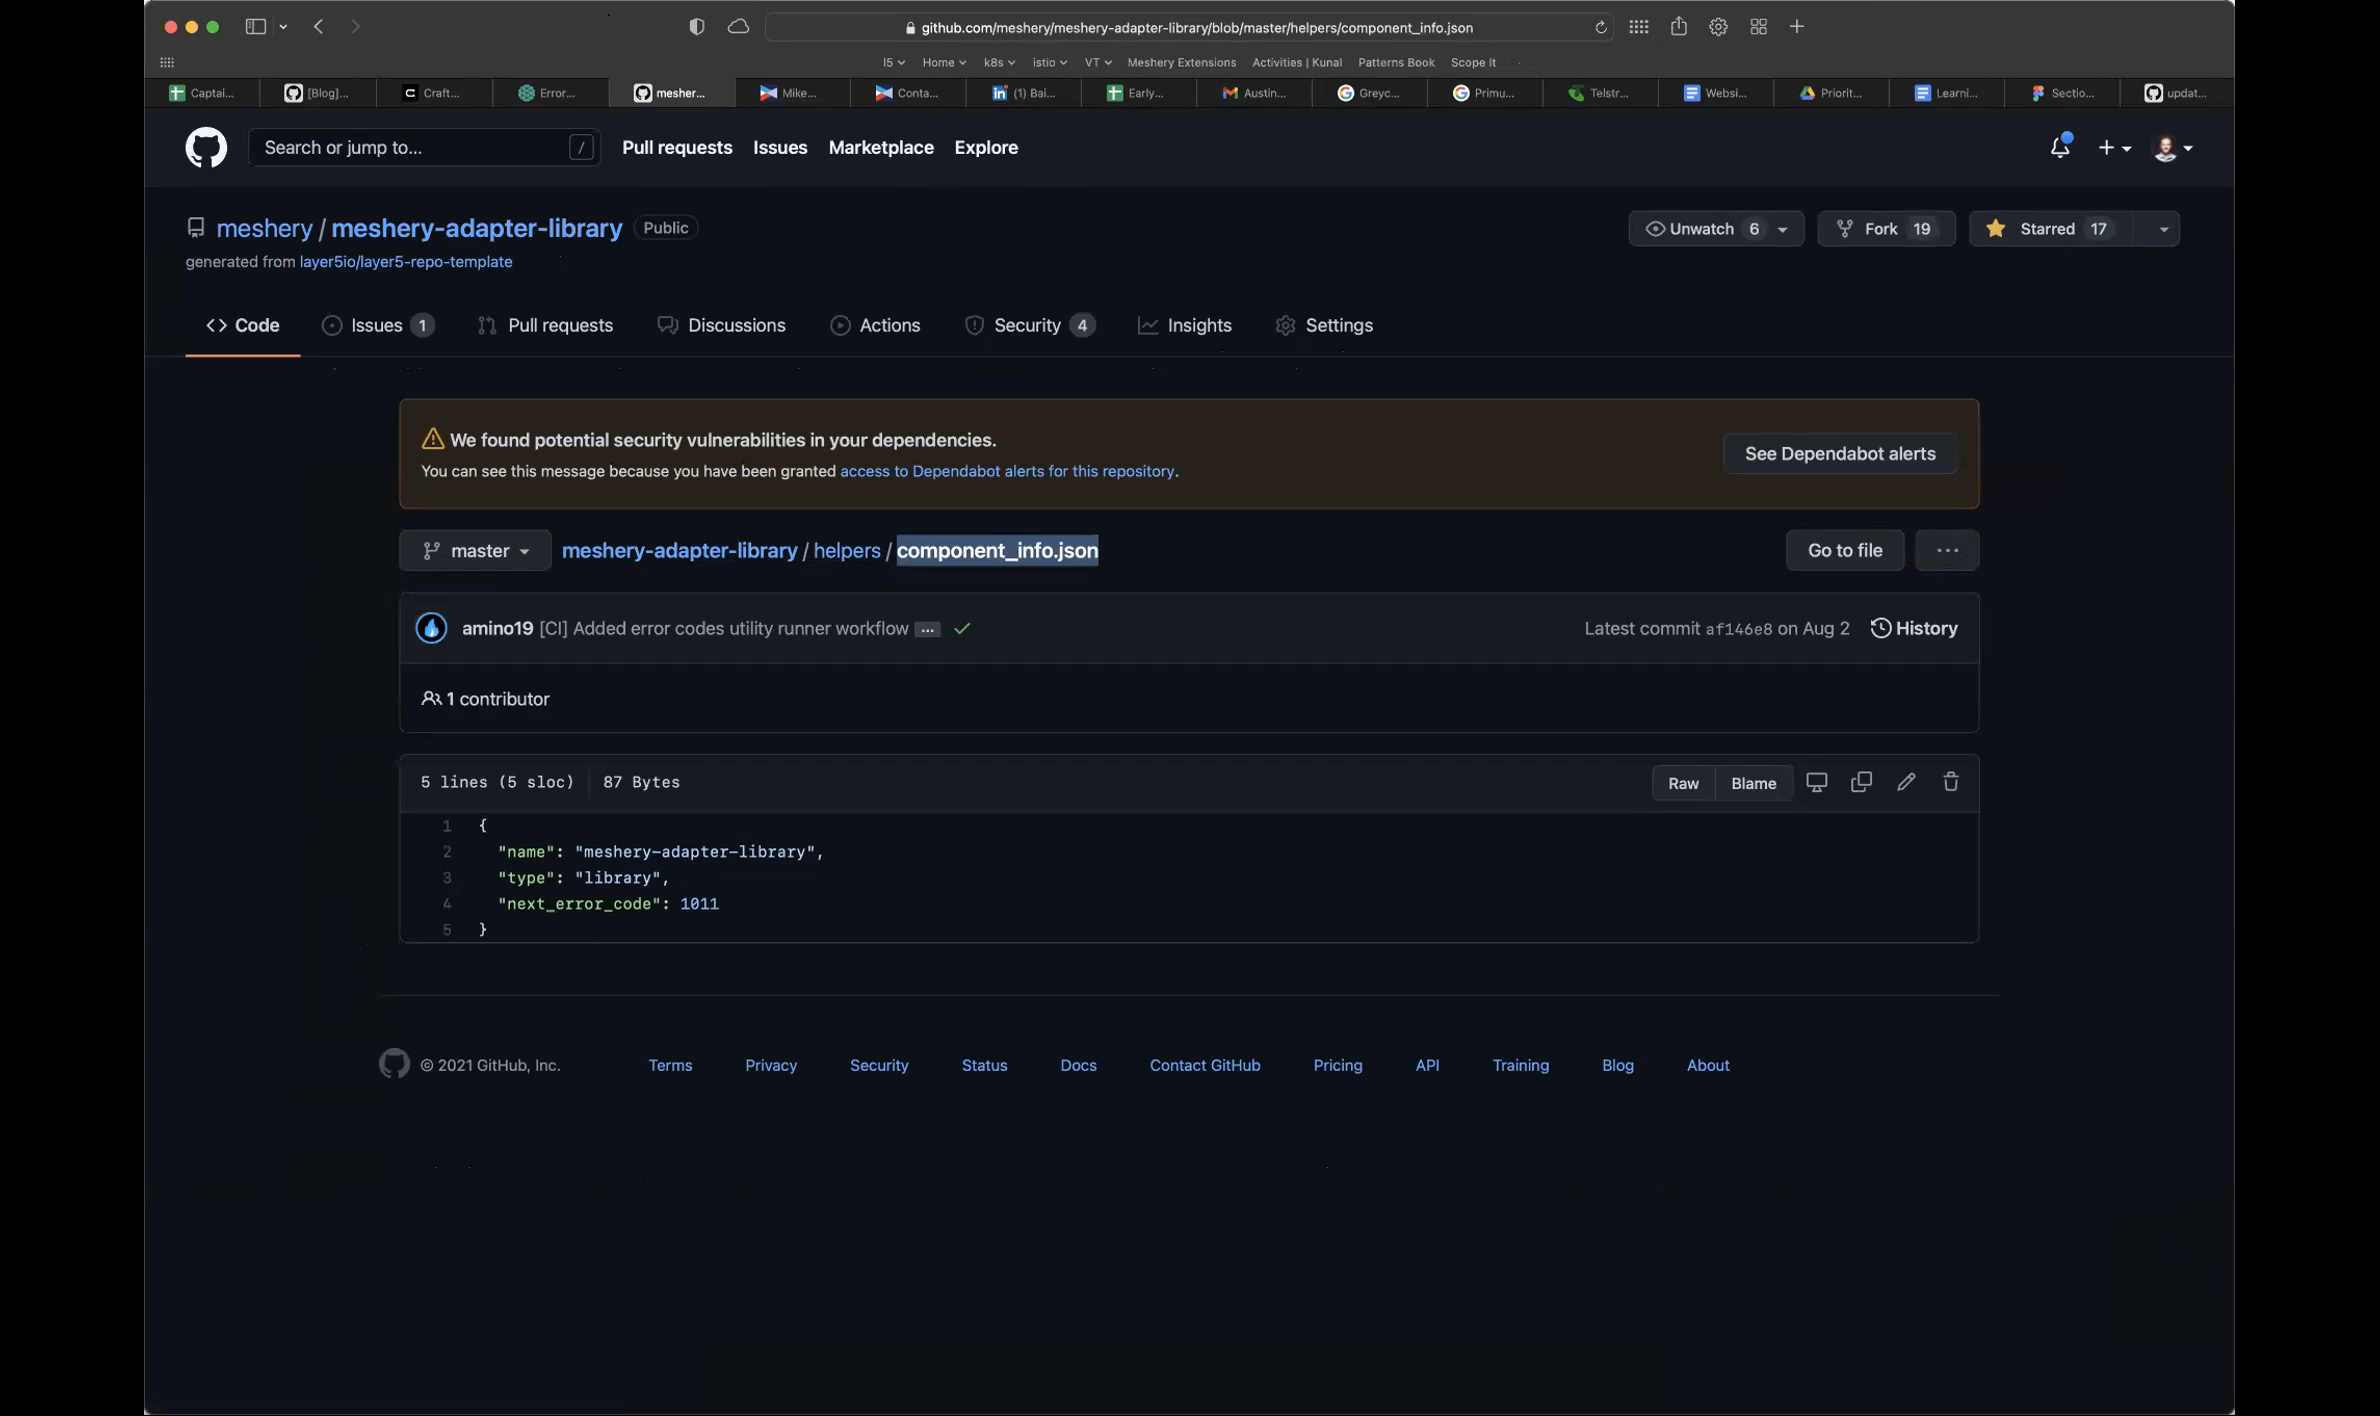 github.com/meshery/meshery-adapter-library/blob/master/helpers/component_info.json
l5 Home k8s istio VT Meshery Extensions Activities | Kunal Patterns Book Scope It
Captai... [Blog]... Craft... Error... mesher... Mike... Conta... (1) Bai... Early... Austin... Greyc... Primu... Telstr... Websi... Priorit... Learni... Sectio... updat...
Search or jump to... / Pull requests Issues Marketplace Explore
meshery / meshery-adapter-library Public Unwatch 6 Fork 19 Starred 17
generated from layer5io/layer5-repo-template
Code Issues 1 Pull requests Discussions Actions Security 4 Insights Settings
We found potential security vulnerabilities in your dependencies.
You can see this message because you have been granted access to Dependabot alerts for this repository.
See Dependabot alerts
master meshery-adapter-library / helpers / component_info.json Go to file ...
amino19 [CI] Added error codes utility runner workflow ... Latest commit af146e8 on Aug 2 History
1 contributor
5 lines (5 sloc) 87 Bytes Raw Blame
1 {
2 "name": "meshery-adapter-library",
3 "type": "library",
4 "next_error_code": 1011
5 }
© 2021 GitHub, Inc. Terms Privacy Security Status Docs Contact GitHub Pricing API Training Blog About